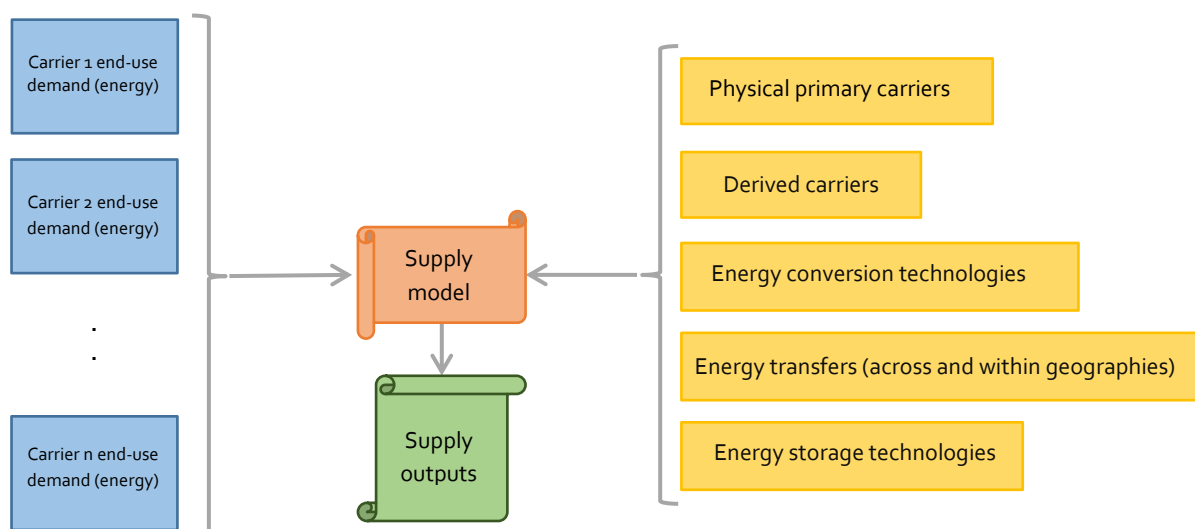 Carrier 1 end-use
demand (energy)
Carrier 2 end-use
demand (energy)
.
.
Carrier n end-use
demand (energy)
Supply
model
Supply
outputs
Physical primary carriers
Derived carriers
Energy conversion technologies
Energy transfers (across and within geographies)
Energy storage technologies